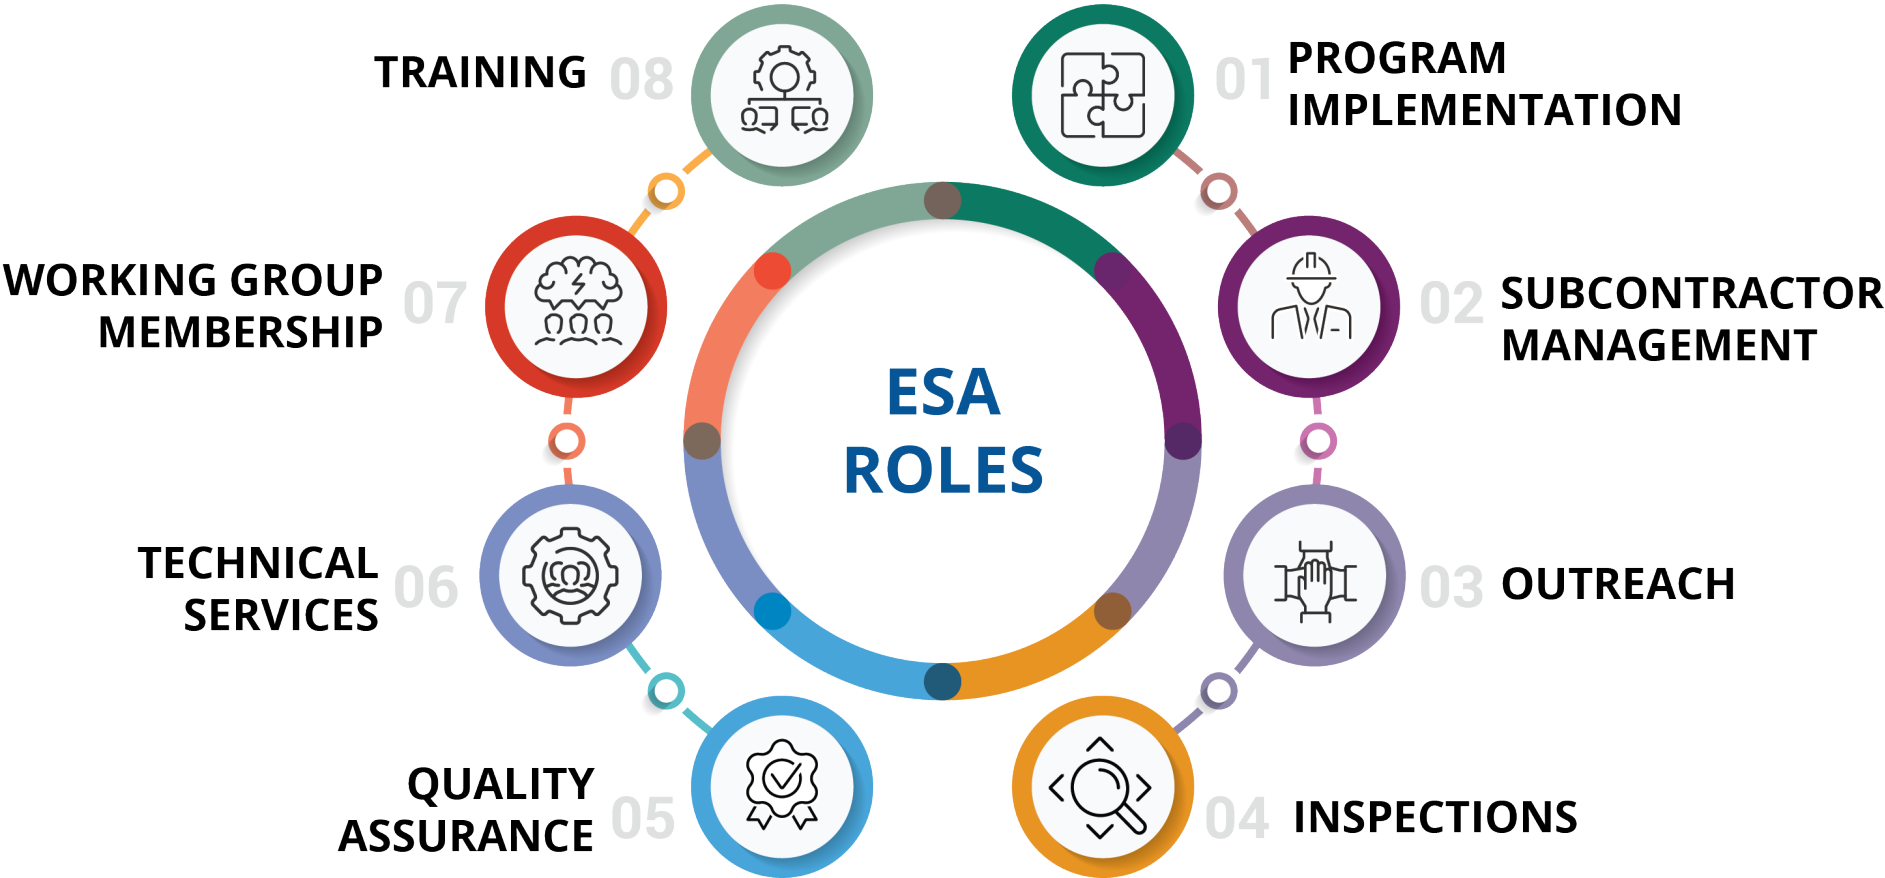 ESA
ROLES
01
PROGRAM
IMPLEMENTATION
02
SUBCONTRACTOR
MANAGEMENT
03
OUTREACH
04
INSPECTIONS
05
QUALITY
ASSURANCE
06
TECHNICAL
SERVICES
07
WORKING GROUP
MEMBERSHIP
08
TRAINING